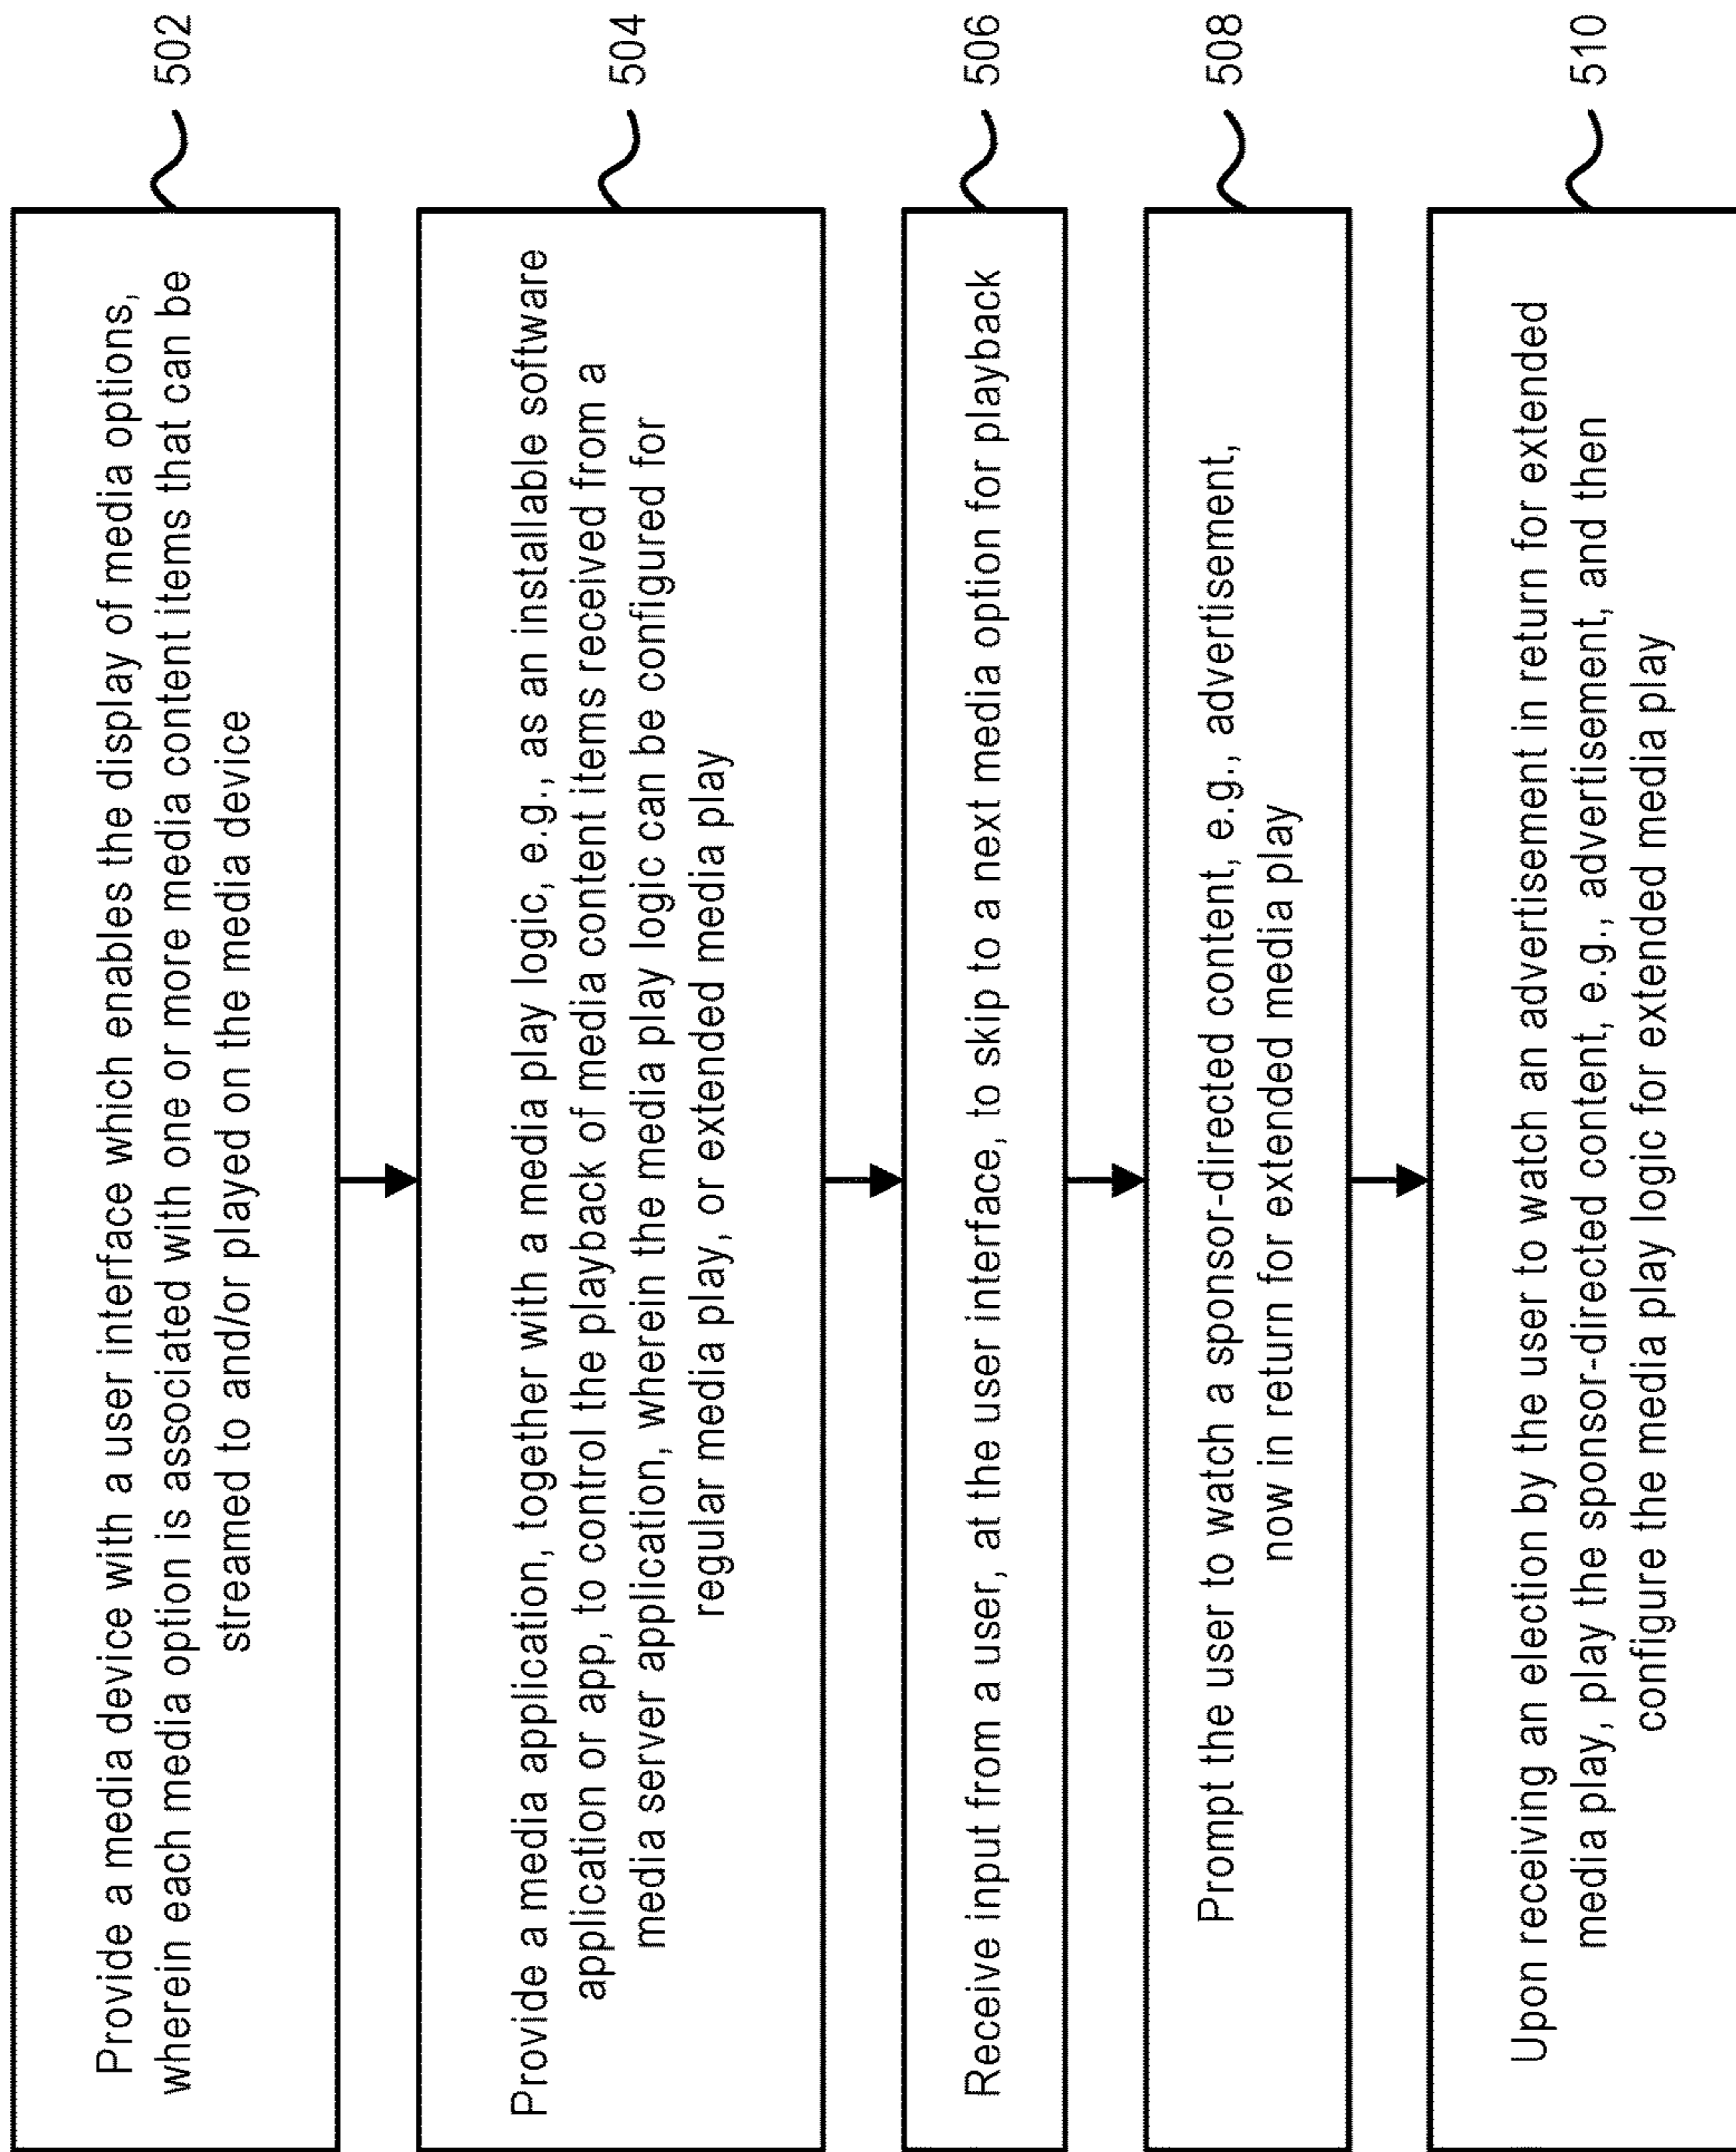 Provide a media device with a user interface which enables the display of media options,
wherein each media option is associated with one or more media content items that can be
streamed to and/or played on the media device
502
Provide a media application, together with a media play logic, e.g., as an installable software
application or app, to control the playback of media content items received from a
media server application, wherein the media play logic can be configured for
regular media play, or extended media play
504
Receive input from a user, at the user interface, to skip to a next media option for playback
506
Prompt the user to watch a sponsor-directed content, e.g., advertisement,
now in return for extended media play
508
Upon receiving an election by the user to watch an advertisement in return for extended
media play, play the sponsor-directed content, e.g., advertisement, and then
configure the media play logic for extended media play
510